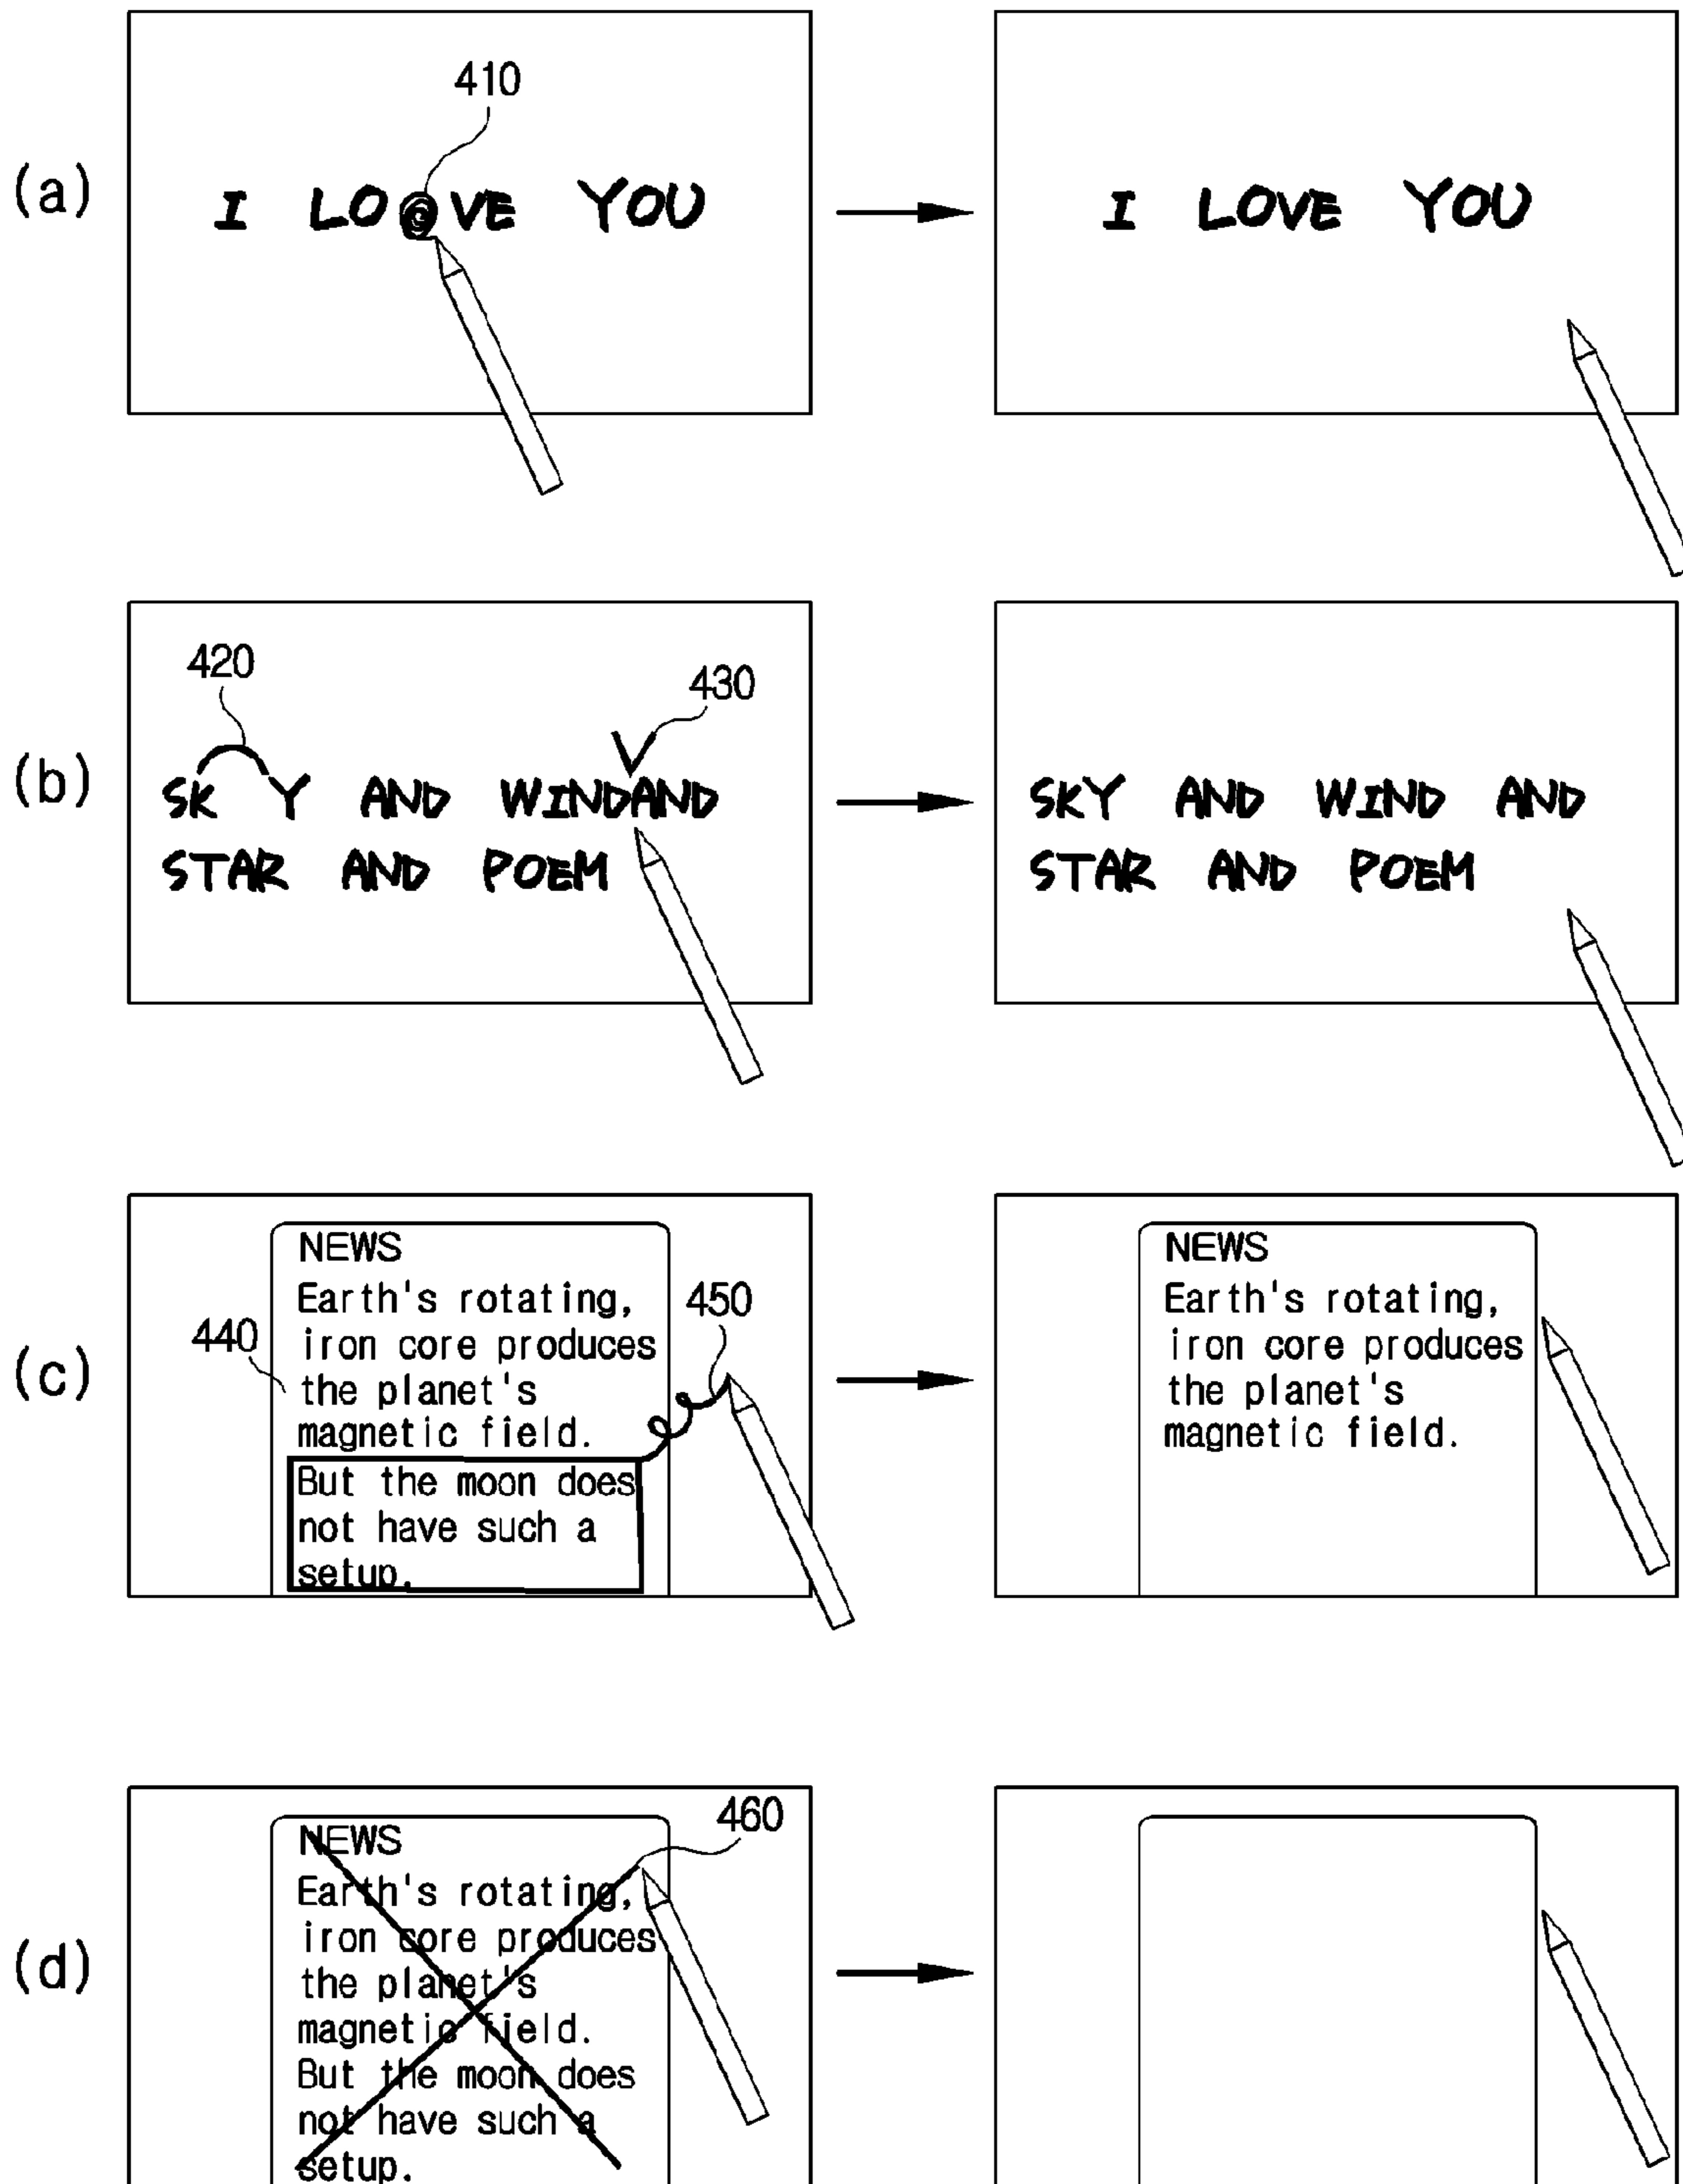 410
(a)
I LO VE YOU
I LOVE YOU
420
430
(b)
SK Y AND WINDAND
STAR AND POEM
SKY AND WIND AND
STAR AND POEM
(c)
440
450
NEWS
Earth's rotating,
iron core produces
the planet's
magnetic field.
But the moon does
not have such a
setup.
NEWS
Earth's rotating,
iron core produces
the planet's
magnetic field.
(d)
460
NEWS
Earth's rotating,
iron core produces
the planet's
magnetic field.
But the moon does
not have such a
setup.